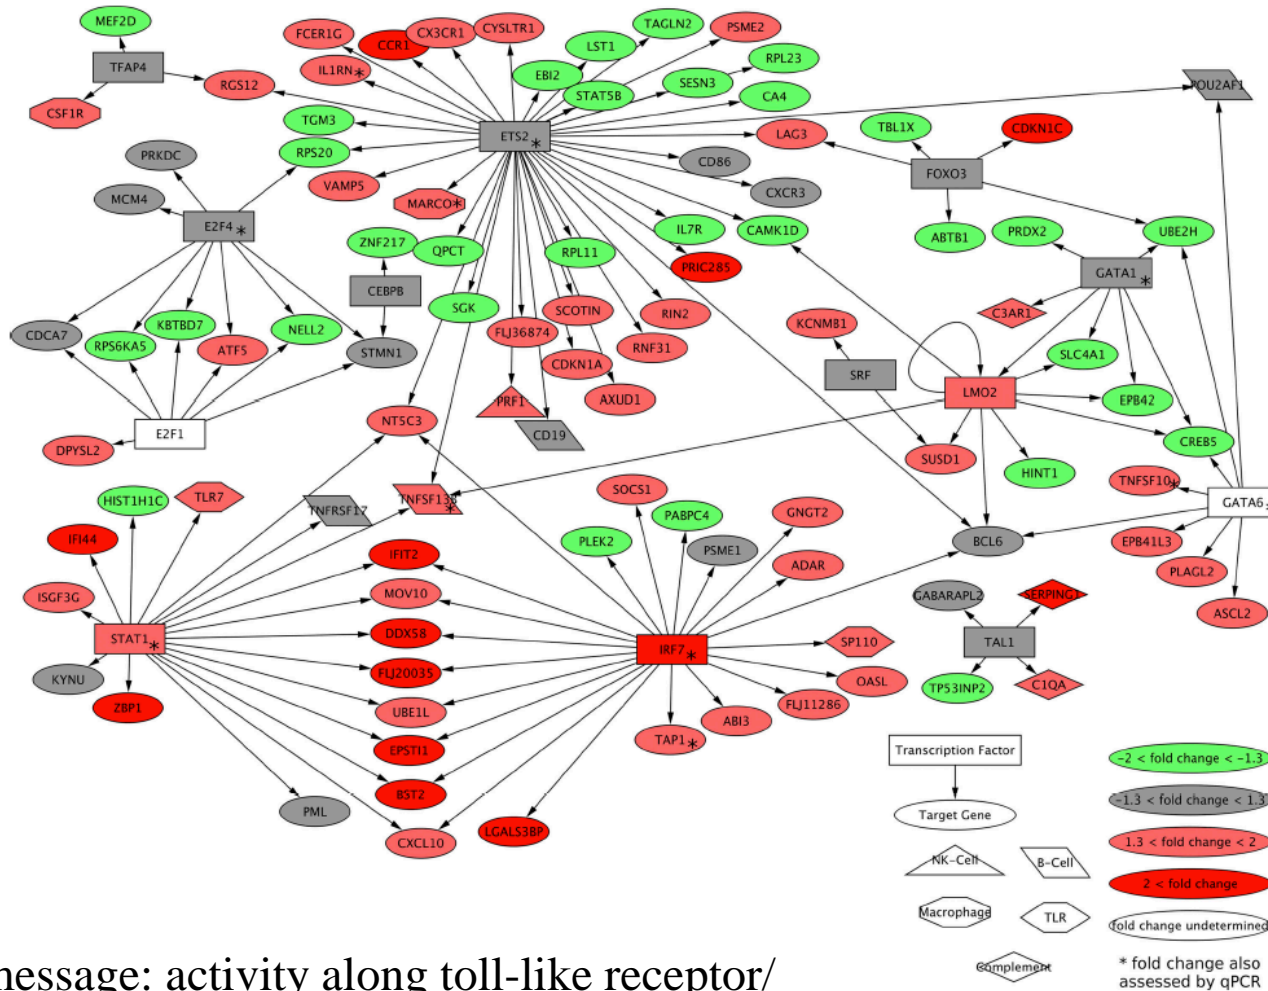 MEF2D
TFAP4
CSF1R
RGS12
FCER1G
CCR1
CX3CR1
CYSLTR1
IL1RN*
TAGLN2
PSME2
LST1
EBI2
STAT5B
SESN3
RPL23
CA4
POU2AF1
TGM3
RPS20
ETS2
*
LAG3
TBL1X
CDKN1C
PRKDC
MCM4
E2F4
*
VAMP5
MARCO*
CD86
CXCR3
FOXO3
ABTB1
PRDX2
UBE2H
ZNF217
QPCT
RPL11
IL7R
CAMK1D
PRIC285
CEBPB
SGK
GATA1
*
C3AR1
CDCA7
RPS6KA5
KBTBD7
ATF5
NELL2
STMN1
FLJ36874
SCOTIN
RIN2
RNF31
CDKN1A
AXUD1
KCNMB1
SRF
LMO2
SLC4A1
EPB42
PRF1
CD19
E2F1
DPYSL2
NT5C3
SUSD1
HINT1
CREB5
HIST1H1C
TLR7
TNFRSF17
TNFSF13B
*
SOCS1
PABPC4
GNGT2
TNFSF10*
GATA6*
IFI44
IFIT2
PLEK2
PSME1
BCL6
EPB41L3
ADAR
PLAGL2
ISGF3G
MOV10
GABARAPL2
SERPING1
ASCL2
STAT1
*
DDX58
IRF7
*
SP110
TAL1
KYNU
FLJ20035
OASL
TP53INP2
C1QA
ZBP1
UBE1L
ABI3
FLJ11286
EPSTI1
TAP1*
BST2
PML
CXCL10
LGALS3BP
Transcription Factor
Target Gene
NK-Cell
B-Cell
Macrophage
TLR
Complement
-2 < fold change < -1.3
-1.3 < fold change < 1.3
1.3 < fold change < 2
2 < fold change
fold change undetermined
* fold change also
assessed by qPCR
message: activity along toll-like receptor/